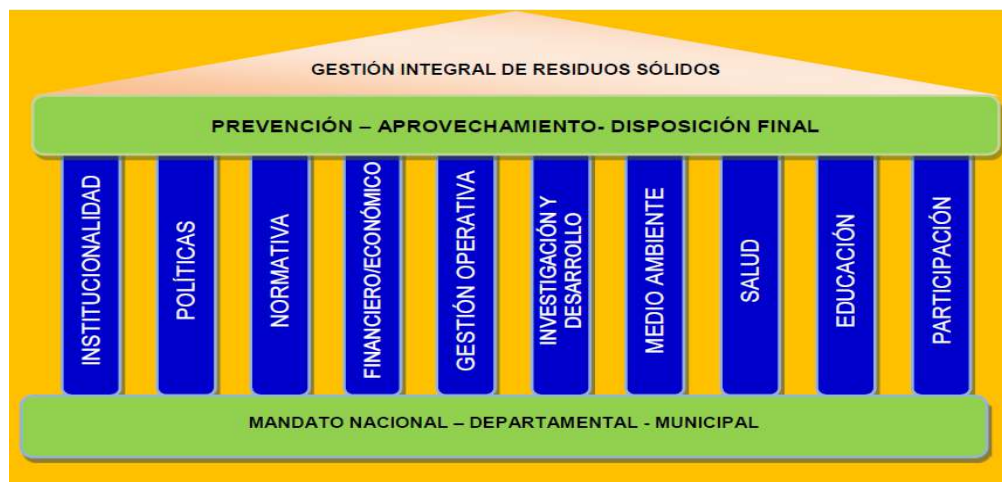 GESTIÓN INTEGRAL DE RESIDUOS SÓLIDOS
PREVENCIÓN – APROVECHAMIENTO- DISPOSICIÓN FINAL
INSTITUCIONALIDAD
POLÍTICAS
NORMATIVA
FINANCIERO/ECONÓMICO
GESTIÓN OPERATIVA
INVESTIGACIÓN Y
DESARROLLO
MEDIO AMBIENTE
SALUD
EDUCACIÓN
PARTICIPACIÓN
MANDATO NACIONAL – DEPARTAMENTAL - MUNICIPAL